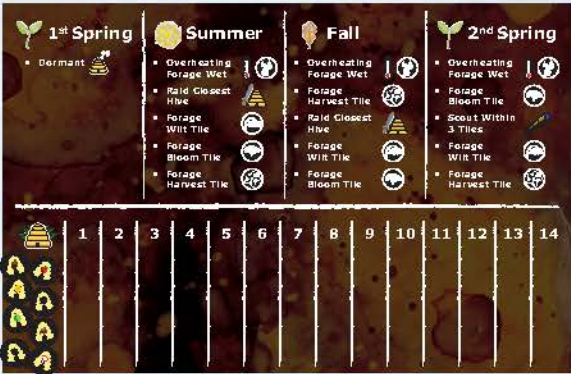 1st Spring
Dormant
Summer
Overheating
Forage Wet
Raid Closest
Hive
Forage
Wilt Tile
Forage
Bloom Tile
Forage
Harvest Tile
Fall
Overheating
Forage Wet
Forage
Harvest Tile
Raid Closest
Hive
Forage
Wilt Tile
Forage
Bloom Tile
2nd Spring
Overheating
Forage Wet
Forage
Bloom Tile
Scout Within
3 Tiles
Forage
Wilt Tile
Forage
Harvest Tile
1 2 3 4 5 6 7 8 9 10 11 12 13 14